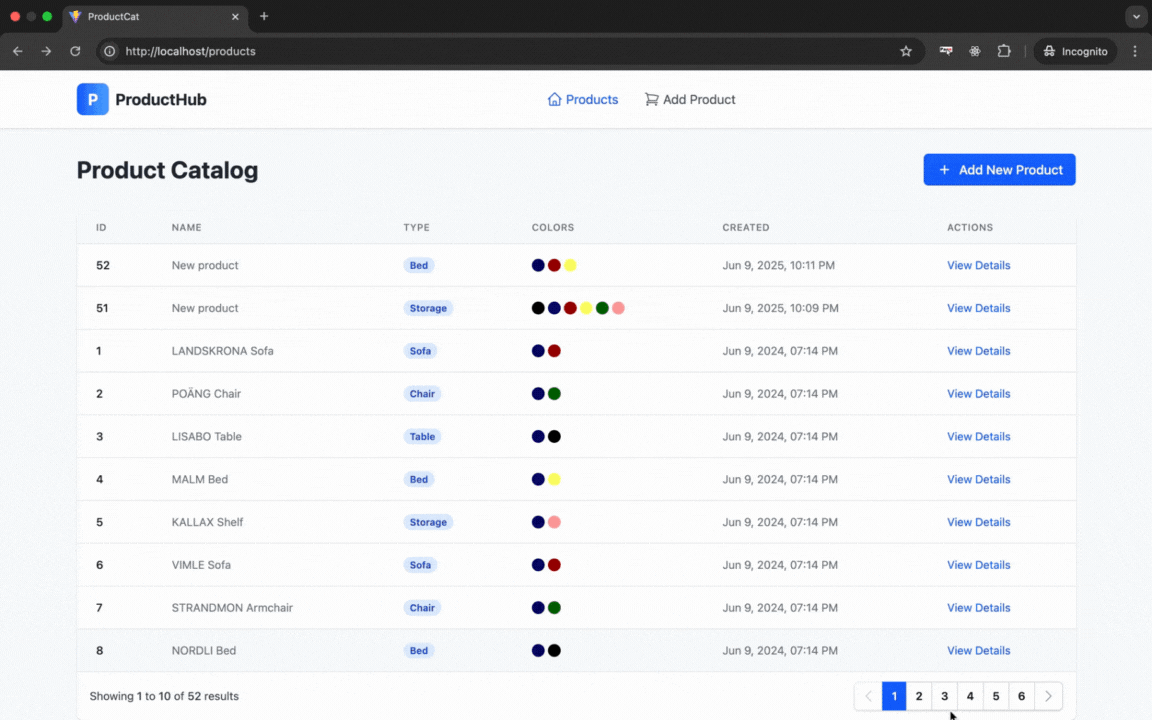 ProductCat
http://localhost/products
Incognito
P ProductHub
Products
Add Product
Product Catalog
+ Add New Product
ID NAME TYPE COLORS CREATED ACTIONS
52 New product Bed Jun 9, 2025, 10:11 PM View Details
51 New product Storage Jun 9, 2025, 10:09 PM View Details
1 LANDSKRONA Sofa Sofa Jun 9, 2024, 07:14 PM View Details
2 POÄNG Chair Chair Jun 9, 2024, 07:14 PM View Details
3 LISABO Table Table Jun 9, 2024, 07:14 PM View Details
4 MALM Bed Bed Jun 9, 2024, 07:14 PM View Details
5 KALLAX Shelf Storage Jun 9, 2024, 07:14 PM View Details
6 VIMLE Sofa Sofa Jun 9, 2024, 07:14 PM View Details
7 STRANDMON Armchair Chair Jun 9, 2024, 07:14 PM View Details
8 NORDLI Bed Bed Jun 9, 2024, 07:14 PM View Details
Showing 1 to 10 of 52 results
1 2 3 4 5 6